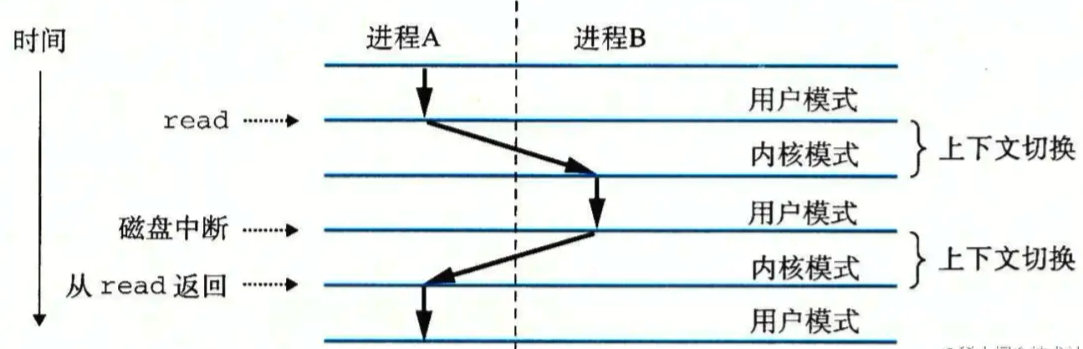 时间
进程A
进程B
用户模式
read
内核模式
上下文切换
用户模式
磁盘中断
内核模式
上下文切换
从 read 返回
用户模式